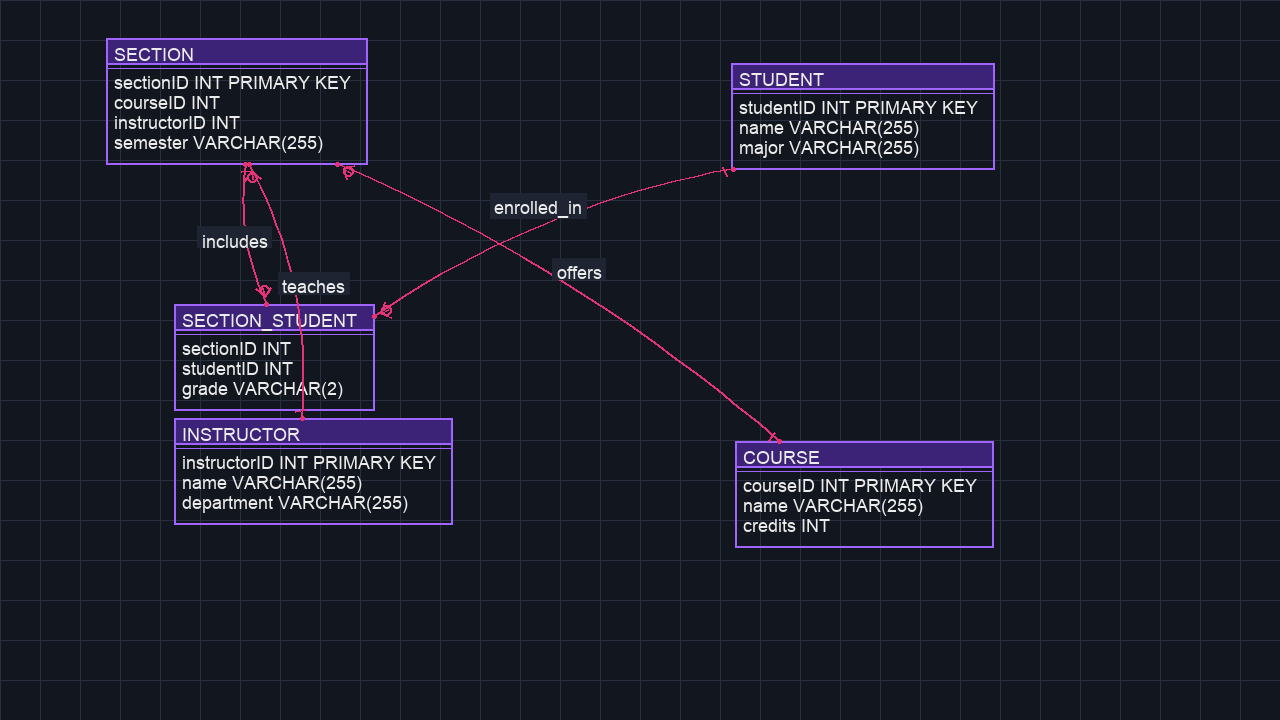 SECTION
sectionID INT PRIMARY KEY
courseID INT
instructorID INT
semester VARCHAR(255)
STUDENT
studentID INT PRIMARY KEY
name VARCHAR(255)
major VARCHAR(255)
enrolled_in
includes
offers
teaches
SECTION_STUDENT
sectionID INT
studentID INT
grade VARCHAR(2)
INSTRUCTOR
instructorID INT PRIMARY KEY
name VARCHAR(255)
department VARCHAR(255)
COURSE
courseID INT PRIMARY KEY
name VARCHAR(255)
credits INT